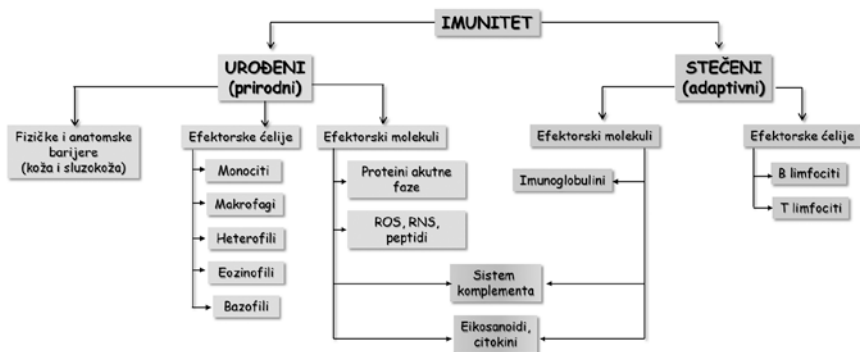 IMUNITET
UROĐENI
(prirodni)
STEČENI
(adaptivni)
Fizičke i anatomske
barijere
(koža i sluzokoža)
Efektorske ćelije
Efektorski molekuli
Efektorski molekuli
Efektorske ćelije
Monociti
Makrofagi
Heterofili
Eozinofili
Bazofili
Proteini akutne
faze
ROS, RNS,
peptidi
Imunoglobulini
B limfociti
T limfociti
Sistem
komplementa
Eikosanoidi,
citokini